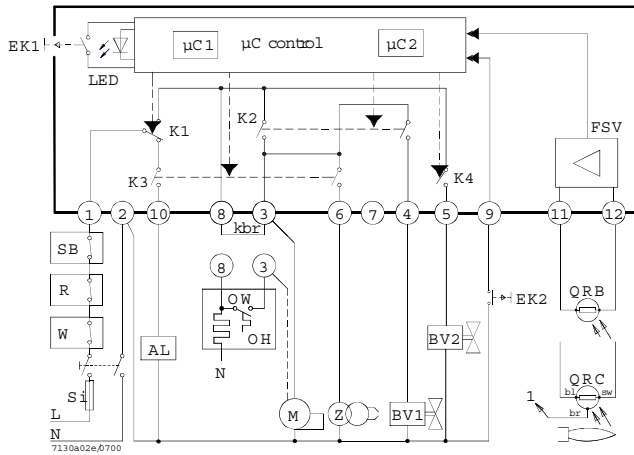 EK1
LED
µC1
µC control
µC2
FSV
K1
K2
K3
K4
1
2
10
8
3
6
7
4
5
9
11
12
kbr
SB
R
W
Si
L
N
8
3
OW
OH
N
AL
M
Z
BV1
BV2
EK2
QRB
QRC
bl
sw
br
1
7130a02e/0700